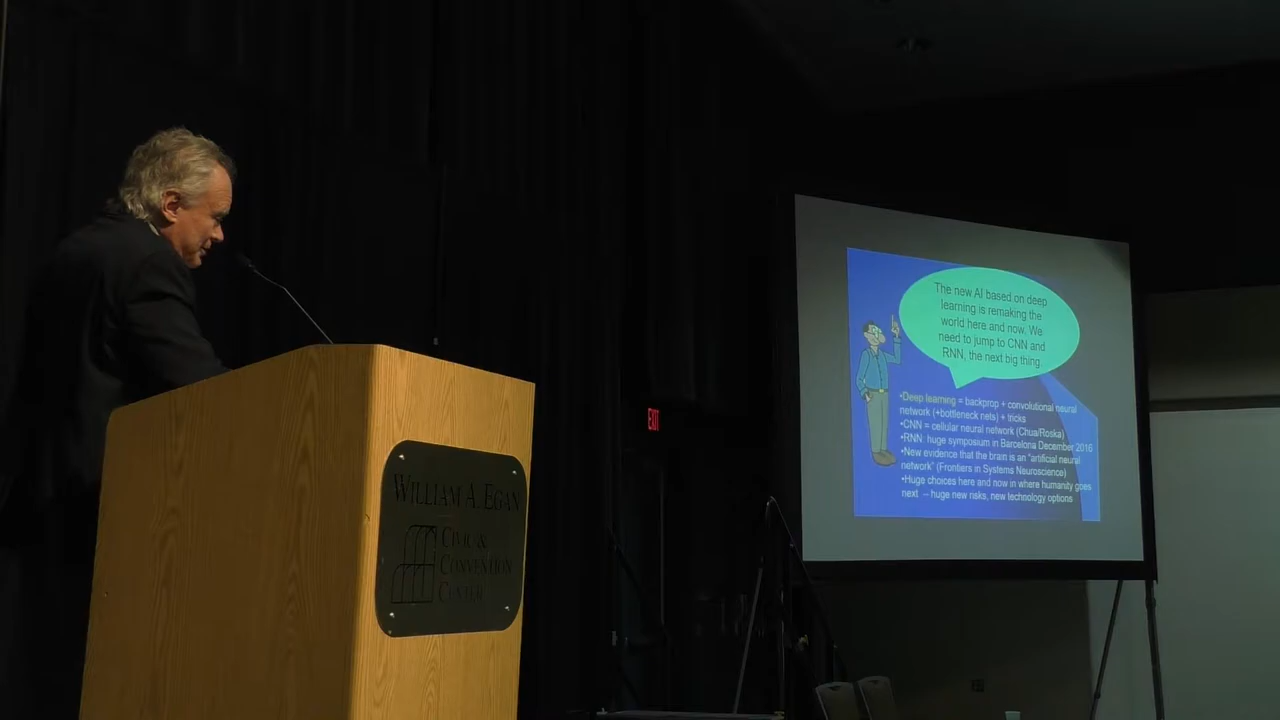 WILLIAM A. EGAN
CIVIC &
CONVENTION
CENTER
EXIT
The new AI based on deep
learning is remaking the
world here and now. We
need to jump to CNN and
RNN, the next big thing.
•Deep learning = backprop + convolutional neural
network (+bottleneck nets) + tricks
•CNN = cellular neural network (Chua/Roska)
•RNN: huge symposium in Barcelona December 2016
•New evidence that the brain is an "artificial neural
network" (Frontiers in Systems Neuroscience)
•Huge choices here and now in where humanity goes
next -- huge new risks, new technology options